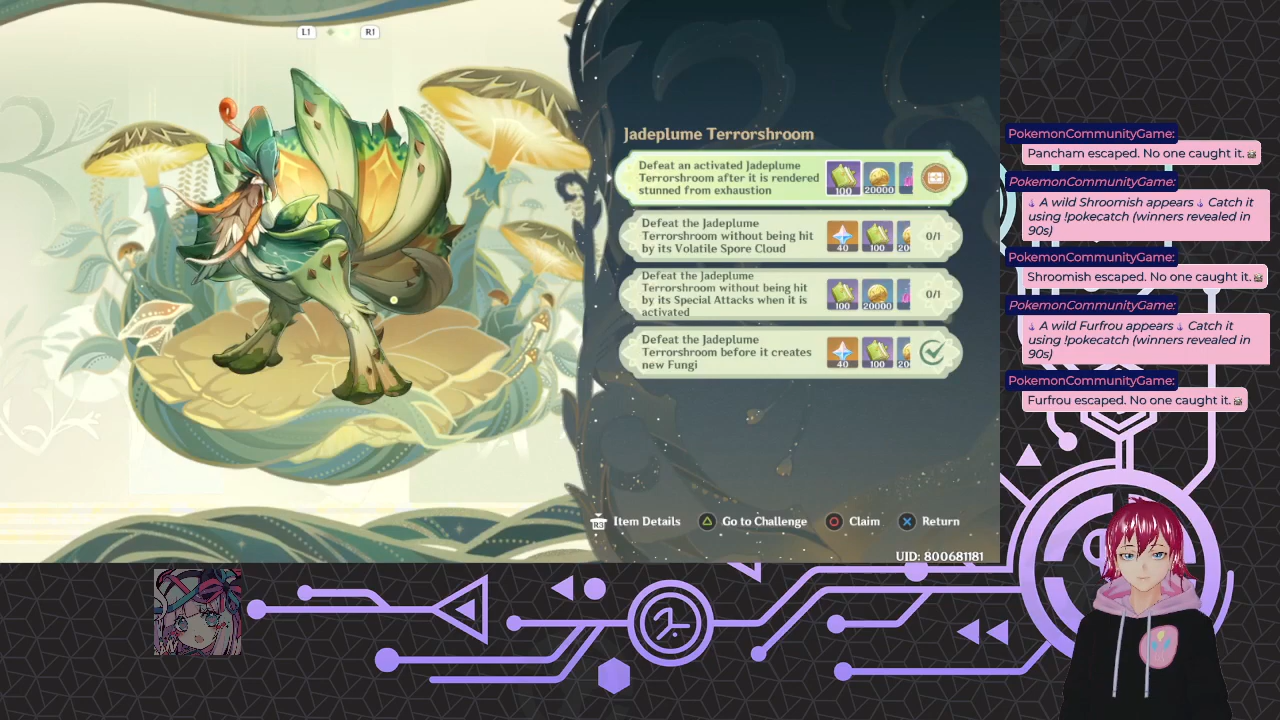 L1
R1
Jadeplume Terrorshroom
Defeat an activated Jadeplume
Terrorshroom after it is rendered
stunned from exhaustion
100
20000
Defeat the Jadeplume
Terrorshroom without being hit
by its Volatile Spore Cloud
40
100
20
0/1
Defeat the Jadeplume
Terrorshroom without being hit
by its Special Attacks when it is
activated
100
20000
0/1
Defeat the Jadeplume
Terrorshroom before it creates
new Fungi
40
100
20
R3
Item Details
Go to Challenge
Claim
Return
UID: 800681181
PokemonCommunityGame:
Pancham escaped. No one caught it.
PokemonCommunityGame:
A wild Shroomish appears Catch it
using !pokecatch (winners revealed in
90s)
PokemonCommunityGame:
Shroomish escaped. No one caught it.
PokemonCommunityGame:
A wild Furfrou appears Catch it
using !pokecatch (winners revealed in
90s)
PokemonCommunityGame:
Furfrou escaped. No one caught it.